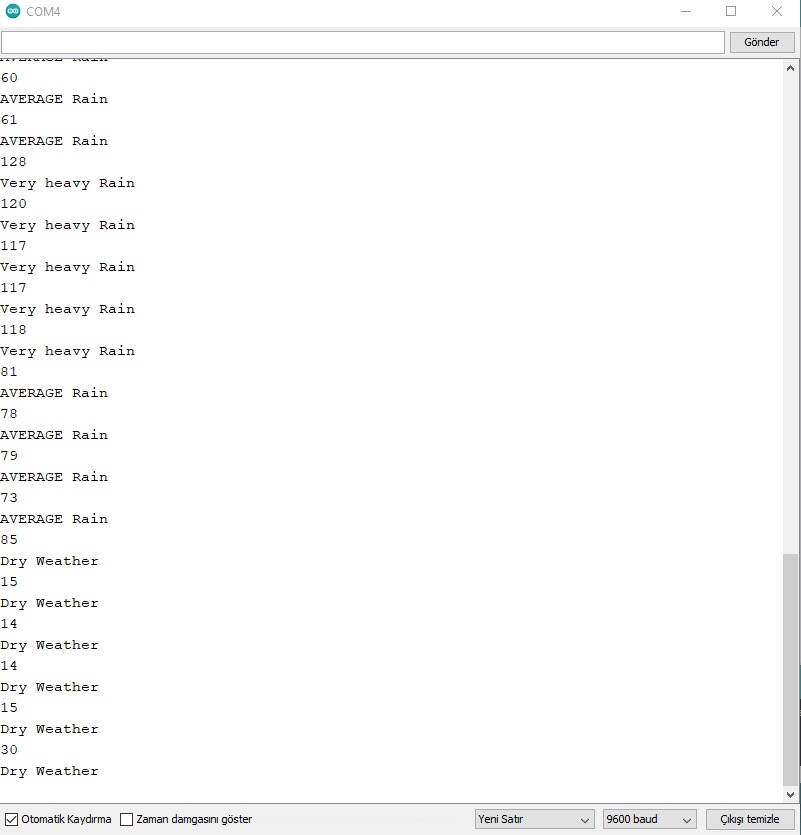 COM4
Gönder
AVERAGE Rain
60
AVERAGE Rain
61
AVERAGE Rain
128
Very heavy Rain
120
Very heavy Rain
117
Very heavy Rain
117
Very heavy Rain
118
Very heavy Rain
81
AVERAGE Rain
78
AVERAGE Rain
79
AVERAGE Rain
73
AVERAGE Rain
85
Dry Weather
15
Dry Weather
14
Dry Weather
14
Dry Weather
15
Dry Weather
30
Dry Weather
Otomatik Kaydırma Zaman damgasını göster Yeni Satır 9600 baud Çıkışı temizle